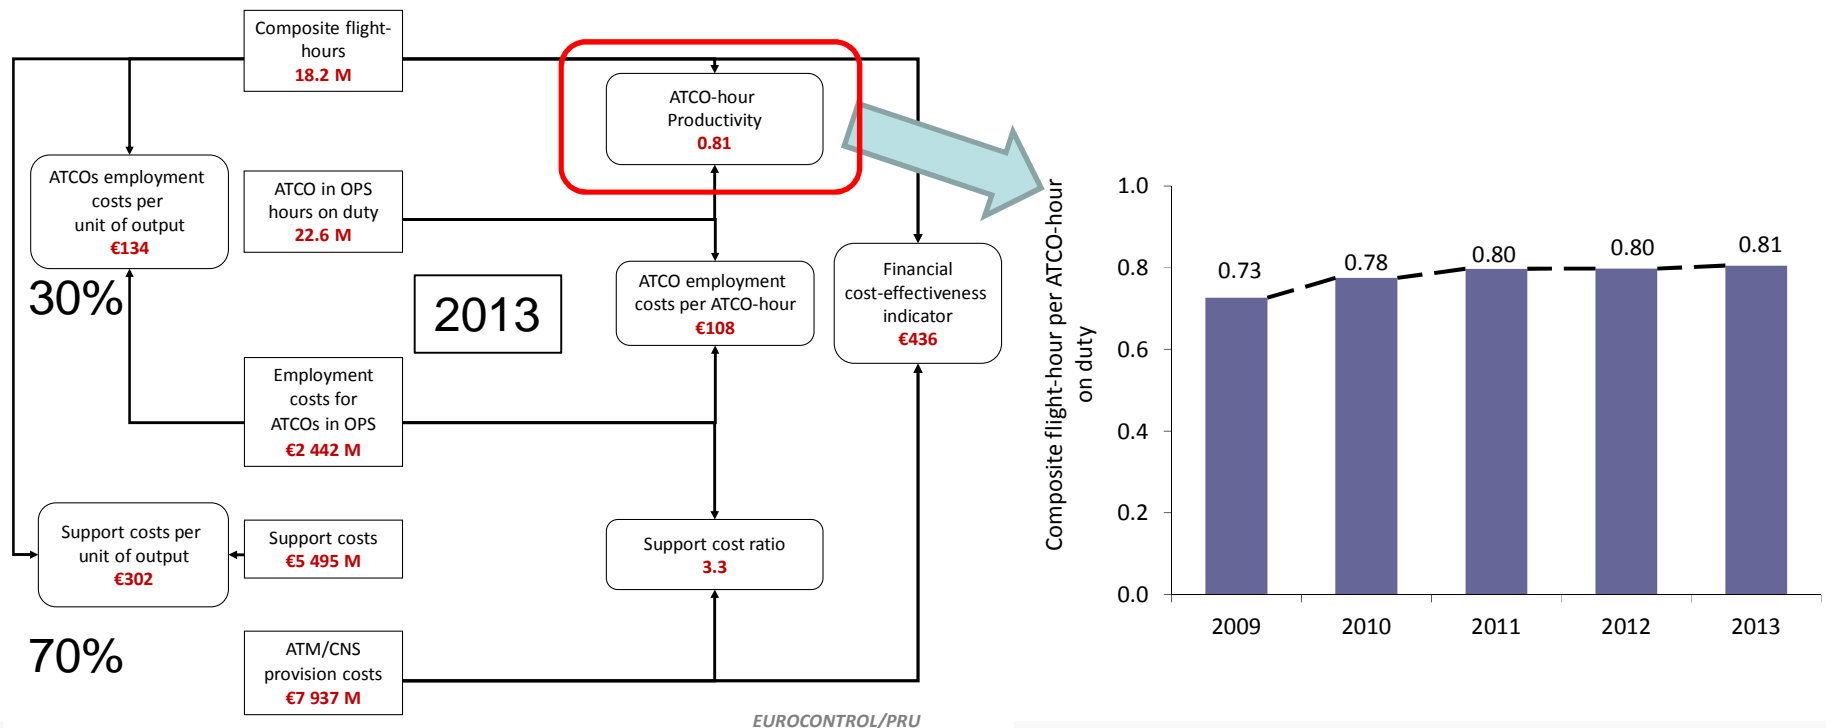 Composite flight-
hours
18.2 M
ATCO-hour
Productivity
0.81
ATCOs employment
costs per
unit of output
€134
ATCO in OPS
hours on duty
22.6 M
30%
2013
ATCO employment
costs per ATCO-hour
€108
Financial
cost-effectiveness
indicator
€436
Employment
costs for
ATCOs in OPS
€2 442 M
Support costs per
unit of output
€302
Support costs
€5 495 M
Support cost ratio
3.3
70%
ATM/CNS
provision costs
€7 937 M
EUROCONTROL/PRU
Composite flight-hour per ATCO-hour
on duty
1.0
0.8
0.6
0.4
0.2
0.0
0.73
0.78
0.80
0.80
0.81
2009
2010
2011
2012
2013